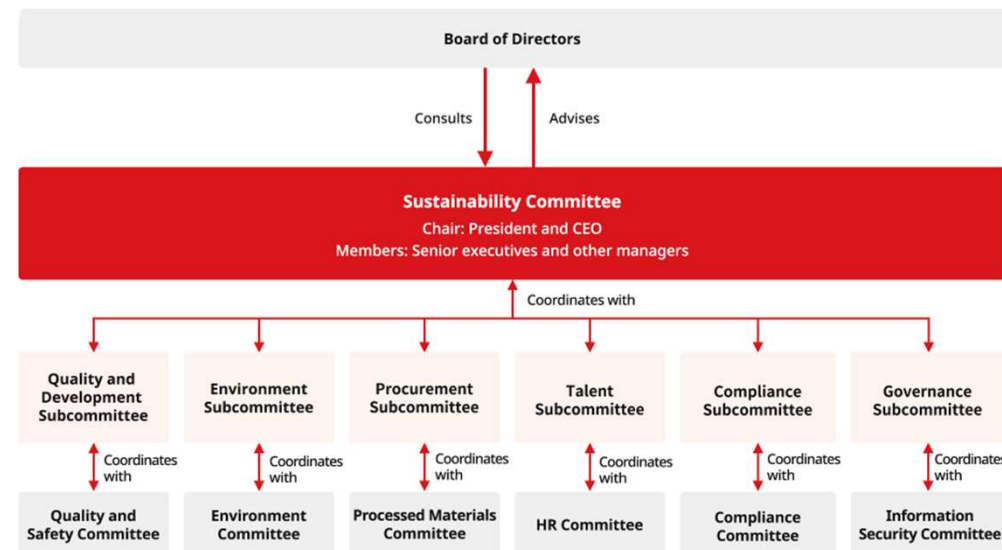 Board of Directors
Consults
Advises
Sustainability Committee
Chair: President and CEO
Members: Senior executives and other managers
Coordinates with
Quality and
Development
Subcommittee
Environment
Subcommittee
Procurement
Subcommittee
Talent
Subcommittee
Compliance
Subcommittee
Governance
Subcommittee
Coordinates
with
Coordinates
with
Coordinates
with
Coordinates
with
Coordinates
with
Coordinates
with
Quality and
Safety Committee
Environment
Committee
Processed Materials
Committee
HR Committee
Compliance
Committee
Information
Security Committee